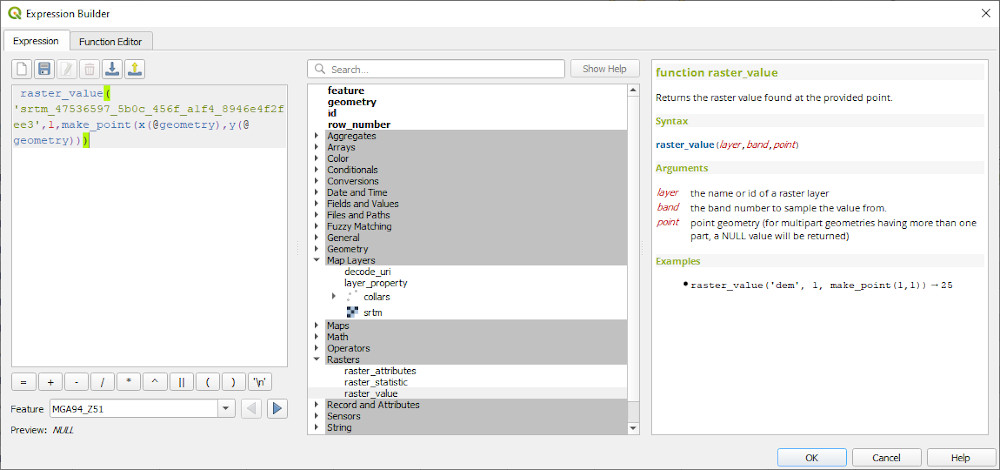 Expression Builder
Expression
Function Editor
Search...
Show Help
raster_value(
'srtm_47536597_5b0c_456f_a1f4_8946e4f2f
ee3',1,make_point(x(@geometry),y(@
geometry)))
=
+
-
/
*
^
||
(
)
'\n'
Feature
MGA94_Z51
Preview: NULL
feature
geometry
id
row_number
Aggregates
Arrays
Color
Conditionals
Conversions
Date and Time
Fields and Values
Files and Paths
Fuzzy Matching
General
Geometry
Map Layers
decode_uri
layer_property
collars
srtm
Maps
Math
Operators
Rasters
raster_attributes
raster_statistic
raster_value
Record and Attributes
Sensors
String
function raster_value
Returns the raster value found at the provided point.
Syntax
raster_value(layer,band,point)
Arguments
layer the name or id of a raster layer
band the band number to sample the value from.
point point geometry (for multipart geometries having more than one
part, a NULL value will be returned)
Examples
• raster_value('dem', 1, make_point(1,1)) → 25
OK
Cancel
Help